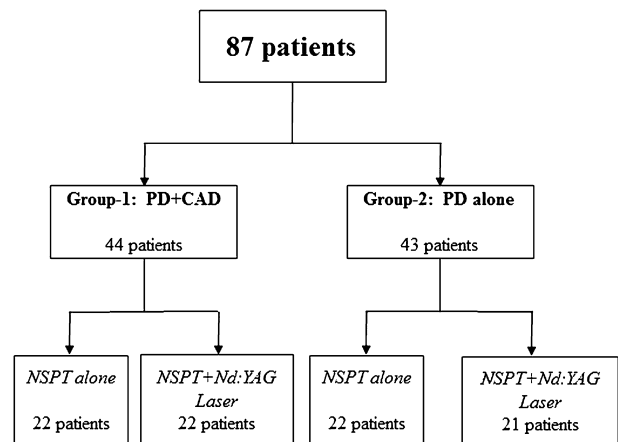 87 patients
Group-1: PD+CAD
44 patients
Group-2: PD alone
43 patients
NSPT alone
22 patients
NSPT+Nd:YAG
Laser
22 patients
NSPT alone
22 patients
NSPT+Nd:YAG
Laser
21 patients